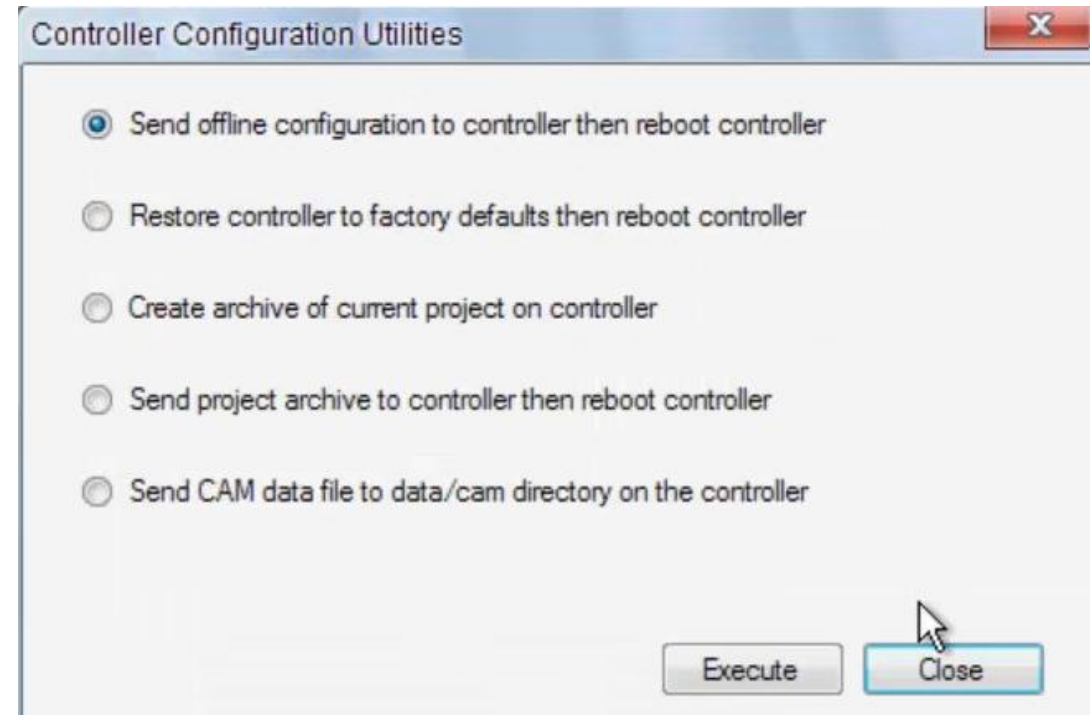 Controller Configuration Utilities
Send offline configuration to controller then reboot controller
Restore controller to factory defaults then reboot controller
Create archive of current project on controller
Send project archive to controller then reboot controller
Send CAM data file to data/cam directory on the controller
Execute
Close